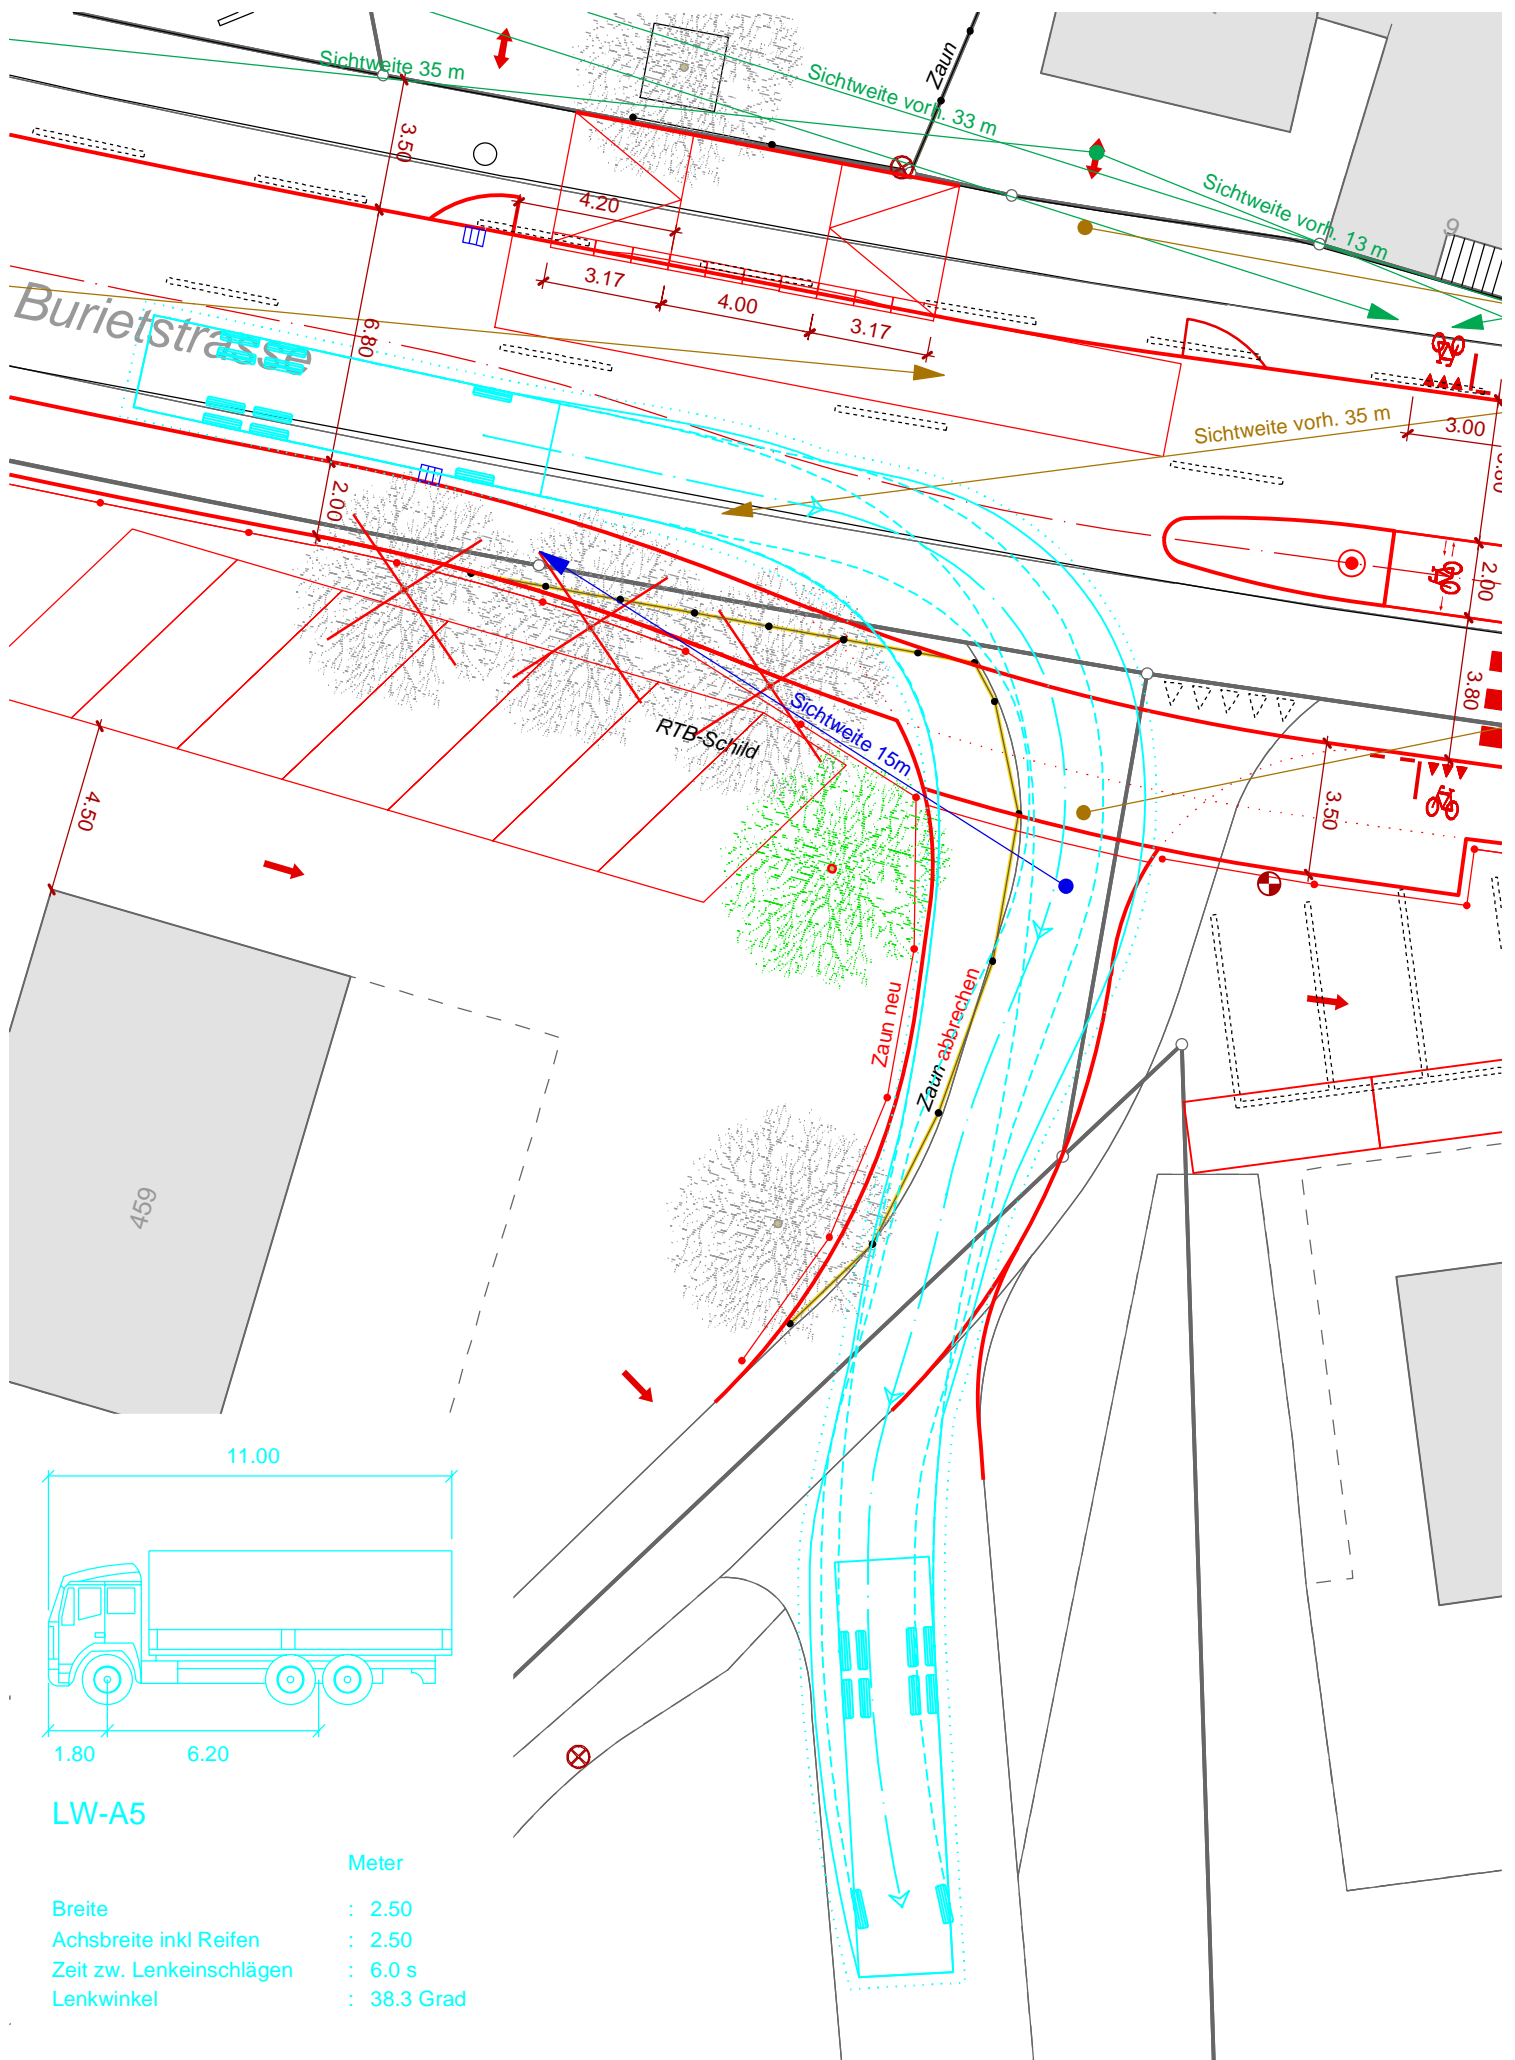 Zaun
Sichtweite 35 m
Sichtweite vorh. 33 m
3.50
Sichtweite vorh. 13 m
4.20
9
3.17
4.00
3.17
Burietstrasse
6.80
Sichtweite vorh. 35 m
3.00
2.00
2.00
3.80
Sichtweite 15m
RTB-Schild
4.50
3.50
Zaun neu
Zaun abbrechen
459
11.00
1.80
6.20
LW-A5
Meter
Breite : 2.50
Achsbreite inkl Reifen : 2.50
Zeit zw. Lenkeinschlägen : 6.0 s
Lenkwinkel : 38.3 Grad